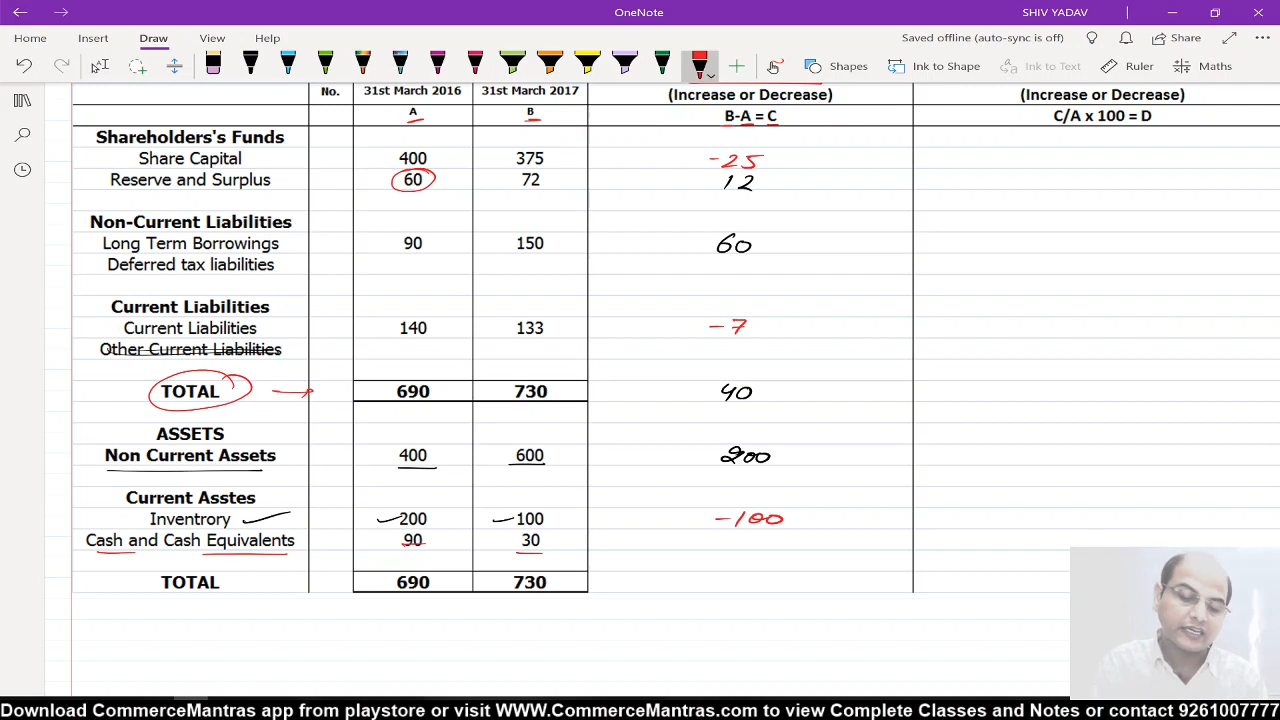 OneNote
SHIV YADAV
Home Insert Draw View Help
Saved offline (auto-sync is off)
Share
Shapes
Ink to Shape
Ink to Text
Ruler
Maths
No. 31st March 2016 31st March 2017 (Increase or Decrease) (Increase or Decrease)
A B B-A = C C/A x 100 = D
Shareholders's Funds
Share Capital 400 375 -25
Reserve and Surplus 60 72 12
Non-Current Liabilities
Long Term Borrowings 90 150 60
Deferred tax liabilities
Current Liabilities
Current Liabilities 140 133 -7
Other Current Liabilities
TOTAL 690 730 40
ASSETS
Non Current Assets 400 600 200
Current Asstes
Inventrory 200 100 -100
Cash and Cash Equivalents 90 30
TOTAL 690 730
Download CommerceMantras app from playstore or visit WWW.CommerceMantras.com to view Complete Classes and Notes or contact 9261007777